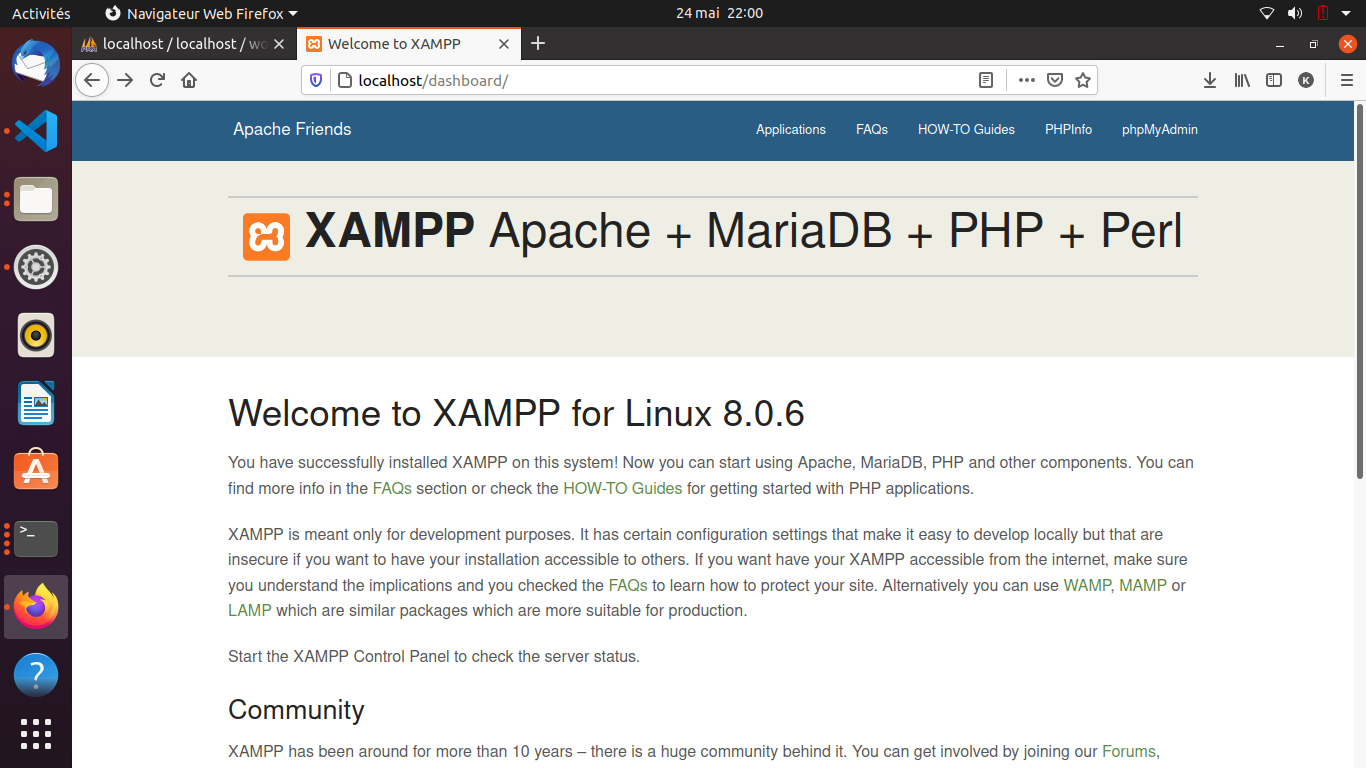 Activités
Navigateur Web Firefox
24 mai 22:00
localhost / localhost / wo
Welcome to XAMPP
localhost/dashboard/
K
Apache Friends
Applications
FAQs
HOW-TO Guides
PHPInfo
phpMyAdmin
XAMPP Apache + MariaDB + PHP + Perl
Welcome to XAMPP for Linux 8.0.6
You have successfully installed XAMPP on this system! Now you can start using Apache, MariaDB, PHP and other components. You can
find more info in the FAQs section or check the HOW-TO Guides for getting started with PHP applications.
XAMPP is meant only for development purposes. It has certain configuration settings that make it easy to develop locally but that are
insecure if you want to have your installation accessible to others. If you want have your XAMPP accessible from the internet, make sure
you understand the implications and you checked the FAQs to learn how to protect your site. Alternatively you can use WAMP, MAMP or
LAMP which are similar packages which are more suitable for production.
Start the XAMPP Control Panel to check the server status.
Community
XAMPP has been around for more than 10 years – there is a huge community behind it. You can get involved by joining our Forums,